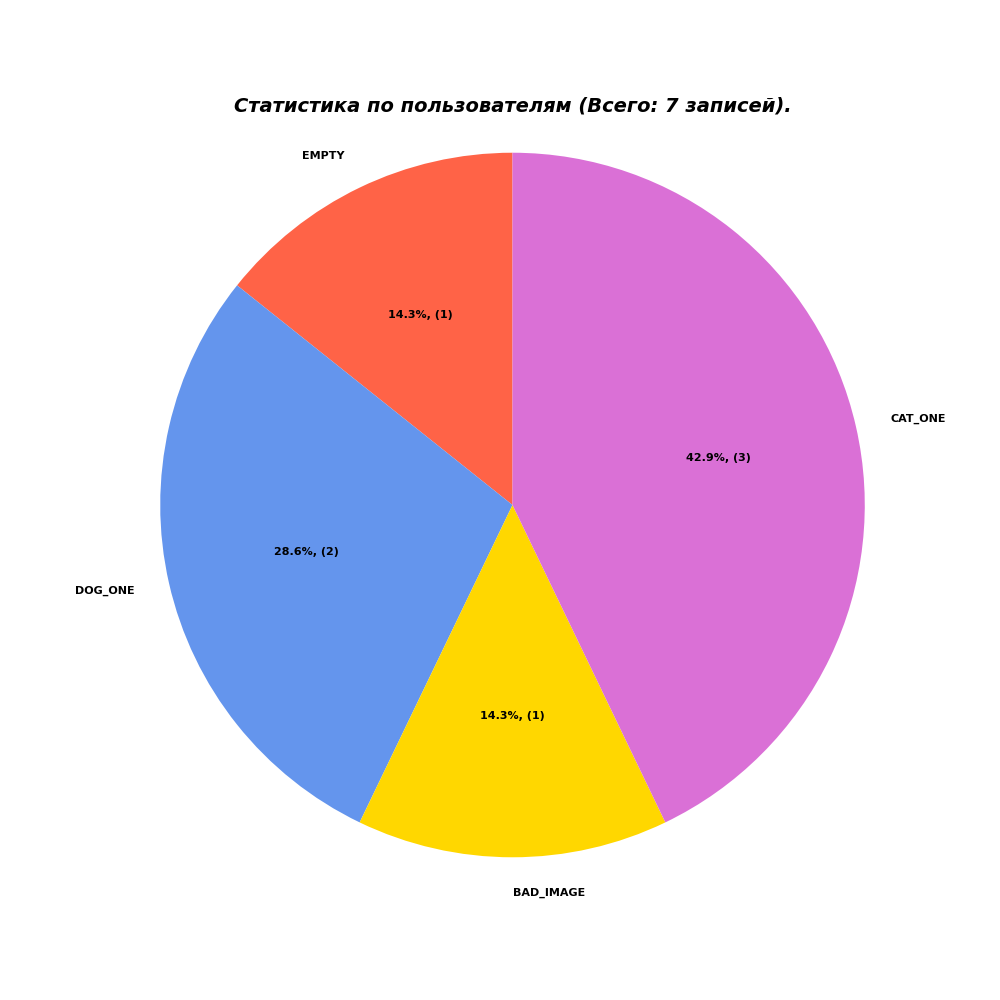 Статистика по пользователям (Всего: 7 записей).
EMPTY
14.3%, (1)
CAT_ONE
42.9%, (3)
28.6%, (2)
DOG_ONE
14.3%, (1)
BAD_IMAGE